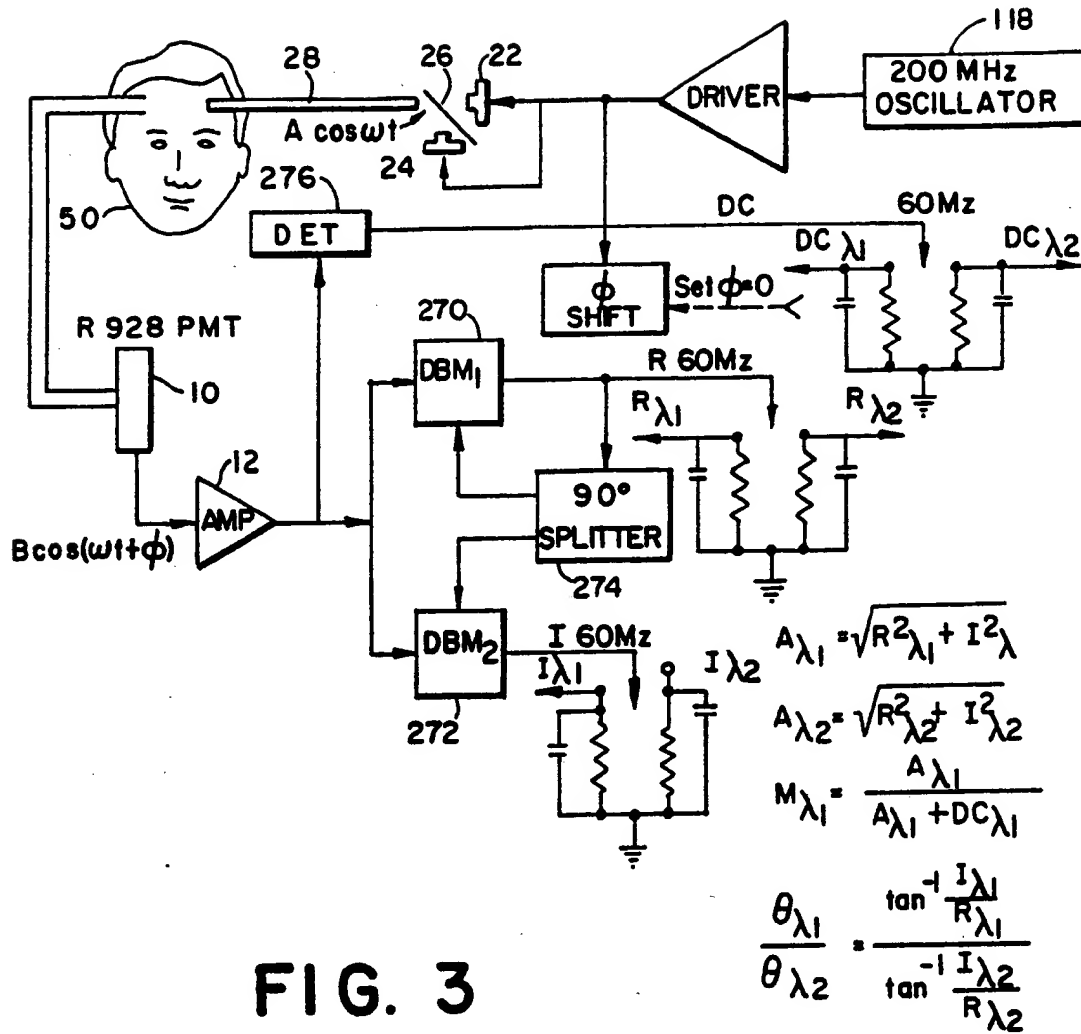 118
200 MHz
OSCILLATOR
DRIVER
22
26
28
A cosωt
24
50
276
DET
DC
60Mz
DCλ1
DCλ2
ϕ
SHIFT
Set ϕ=0
R 928 PMT
10
270
DBM1
R 60Mz
Rλ1
Rλ2
12
AMP
Bcos(ωt+ϕ)
90°
SPLITTER
274
DBM2
272
I 60Mz
Iλ1
Iλ2
Aλ1 = √R²λ1 + I²λ
Aλ2 = √R²λ2 + I²λ2
Mλ1 = Aλ1 / Aλ1 + DCλ1
θλ1 / θλ2 = tan⁻¹ Iλ1/Rλ1 / tan⁻¹ Iλ2/Rλ2
FIG. 3